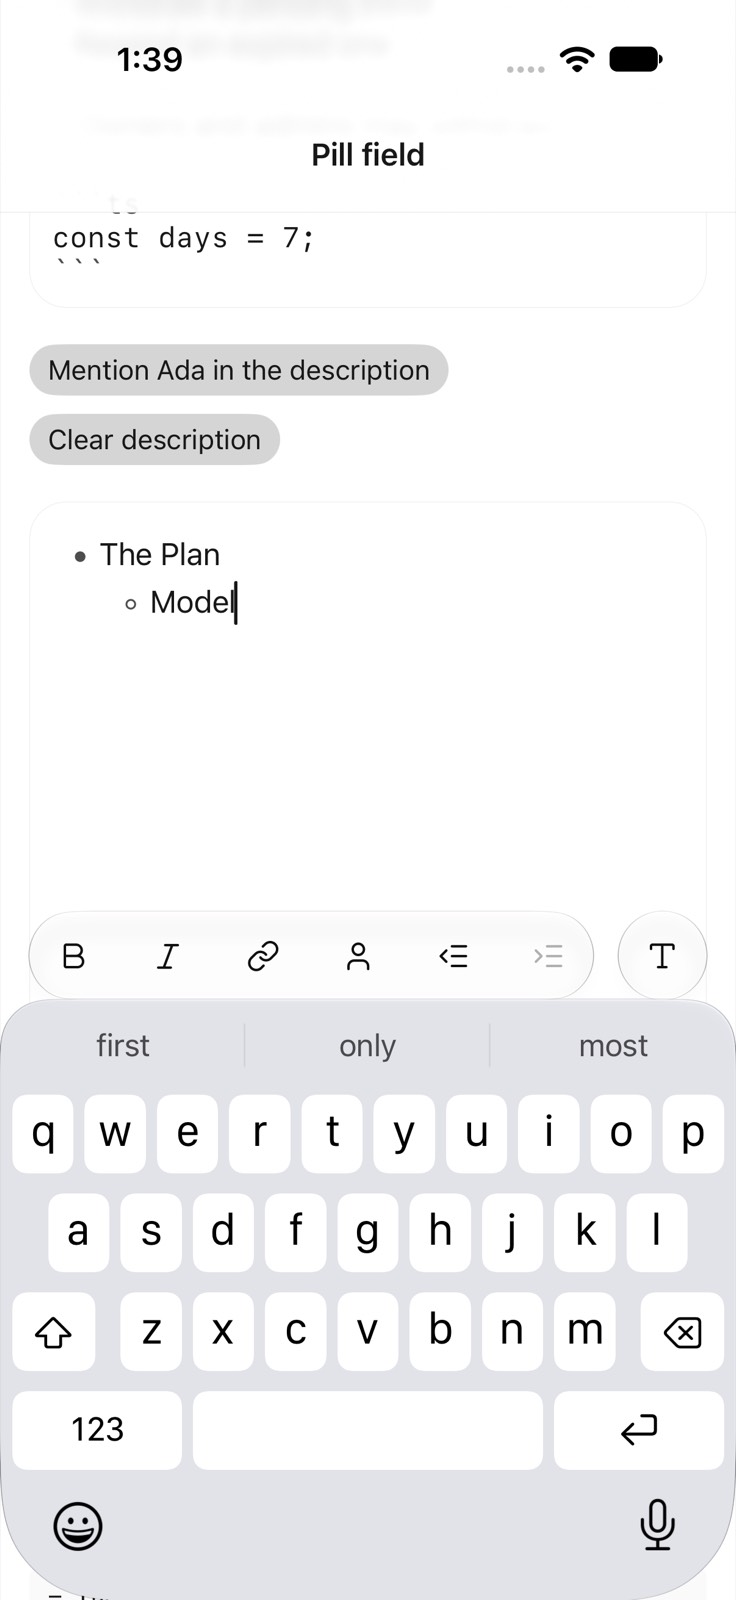 1:39
Pill field
ts
const days = 7;
```
Mention Ada in the description
Clear description
• The Plan
◦ Model
B I T
first only most
q w e r t y u i o p
a s d f g h j k l
z x c v b n m
123